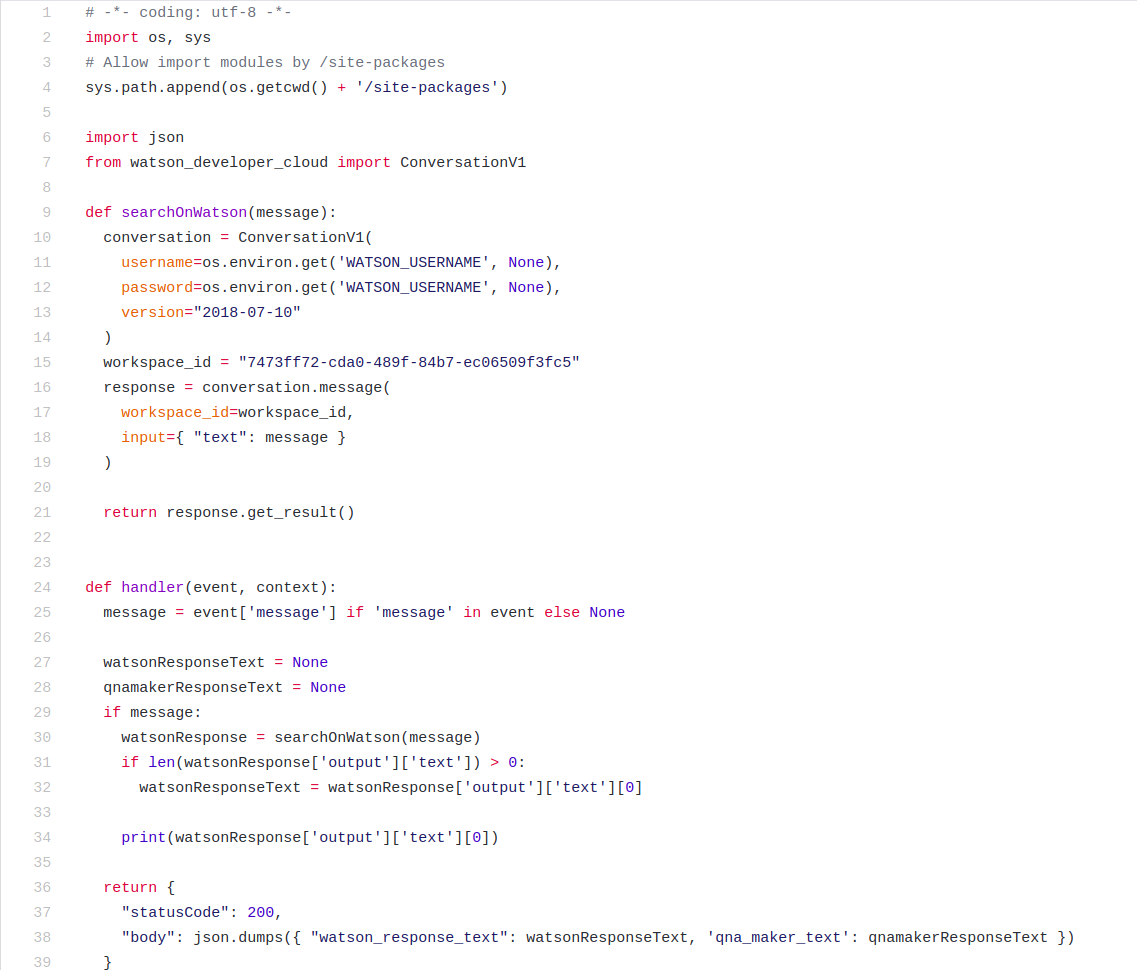 1 # -*- coding: utf-8 -*-
2 import os, sys
3 # Allow import modules by /site-packages
4 sys.path.append(os.getcwd() + '/site-packages')
5
6 import json
7 from watson_developer_cloud import ConversationV1
8
9 def searchOnWatson(message):
10   conversation = ConversationV1(
11     username=os.environ.get('WATSON_USERNAME', None),
12     password=os.environ.get('WATSON_USERNAME', None),
13     version="2018-07-10"
14   )
15   workspace_id = "7473ff72-cda0-489f-84b7-ec06509f3fc5"
16   response = conversation.message(
17     workspace_id=workspace_id,
18     input={ "text": message }
19   )
20
21   return response.get_result()
22
23
24 def handler(event, context):
25   message = event['message'] if 'message' in event else None
26
27   watsonResponseText = None
28   qnamakerResponseText = None
29   if message:
30     watsonResponse = searchOnWatson(message)
31     if len(watsonResponse['output']['text']) > 0:
32       watsonResponseText = watsonResponse['output']['text'][0]
33
34     print(watsonResponse['output']['text'][0])
35
36   return {
37     "statusCode": 200,
38     "body": json.dumps({ "watson_response_text": watsonResponseText, 'qna_maker_text': qnamakerResponseText })
39   }